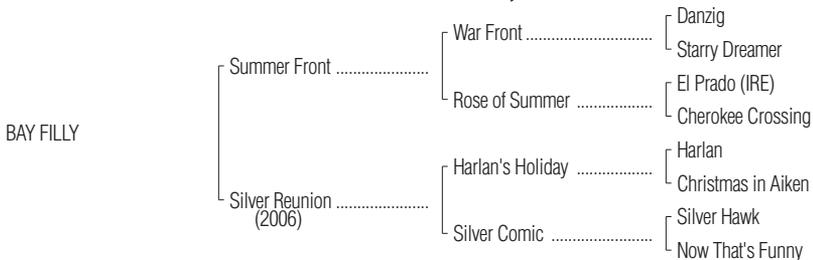 Danzig
War Front ..............................
Starry Dreamer
Summer Front ......................
El Prado (IRE)
Rose of Summer ..................
Cherokee Crossing
BAY FILLY
Harlan
Harlan's Holiday ..................
Christmas in Aiken
Silver Reunion ......................
(2006)
Silver Hawk
Silver Comic ........................
Now That's Funny